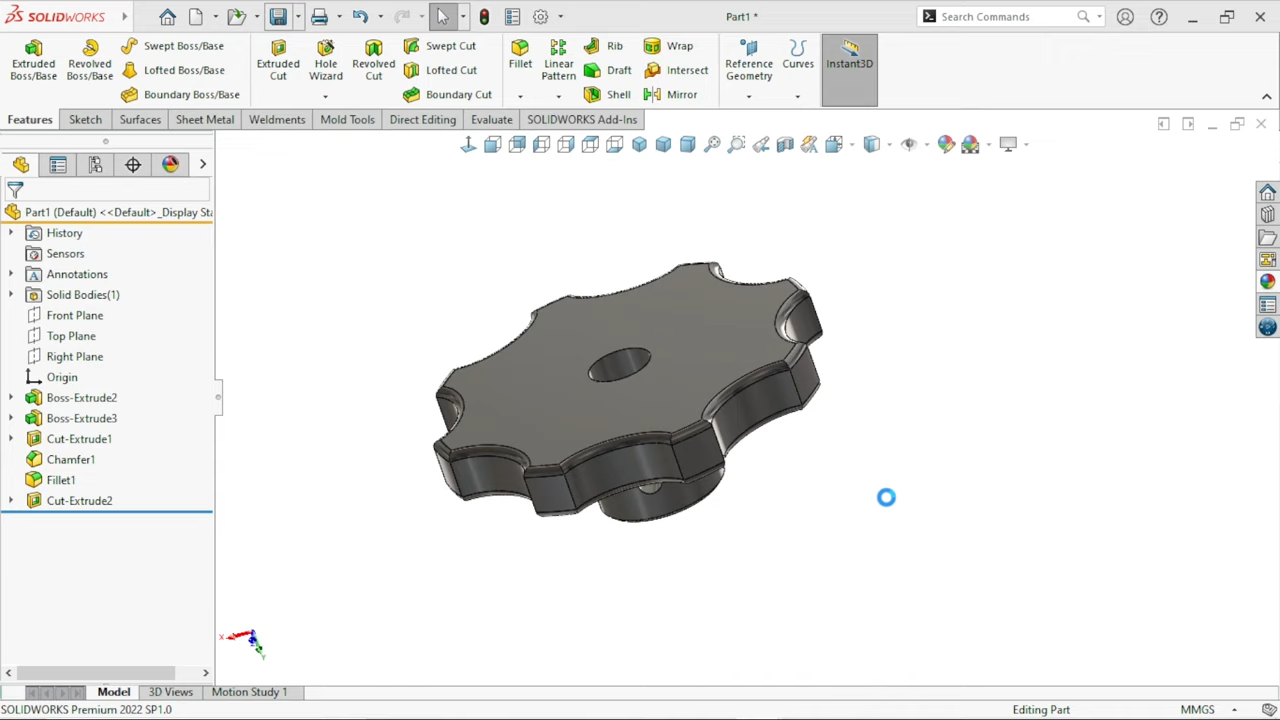 SOLIDWORKS
Part1 *
Search Commands
Extruded Boss/Base
Revolved Boss/Base
Swept Boss/Base
Lofted Boss/Base
Boundary Boss/Base
Extruded Cut
Hole Wizard
Revolved Cut
Swept Cut
Lofted Cut
Boundary Cut
Fillet
Linear Pattern
Rib
Draft
Shell
Wrap
Intersect
Mirror
Reference Geometry
Curves
Instant3D
Features
Sketch
Surfaces
Sheet Metal
Weldments
Mold Tools
Direct Editing
Evaluate
SOLIDWORKS Add-Ins
Part1 (Default) <<Default>_Display Sta
History
Sensors
Annotations
Solid Bodies(1)
Front Plane
Top Plane
Right Plane
Origin
Boss-Extrude2
Boss-Extrude3
Cut-Extrude1
Chamfer1
Fillet1
Cut-Extrude2
X
Y
Model
3D Views
Motion Study 1
SOLIDWORKS Premium 2022 SP1.0
Editing Part
MMGS